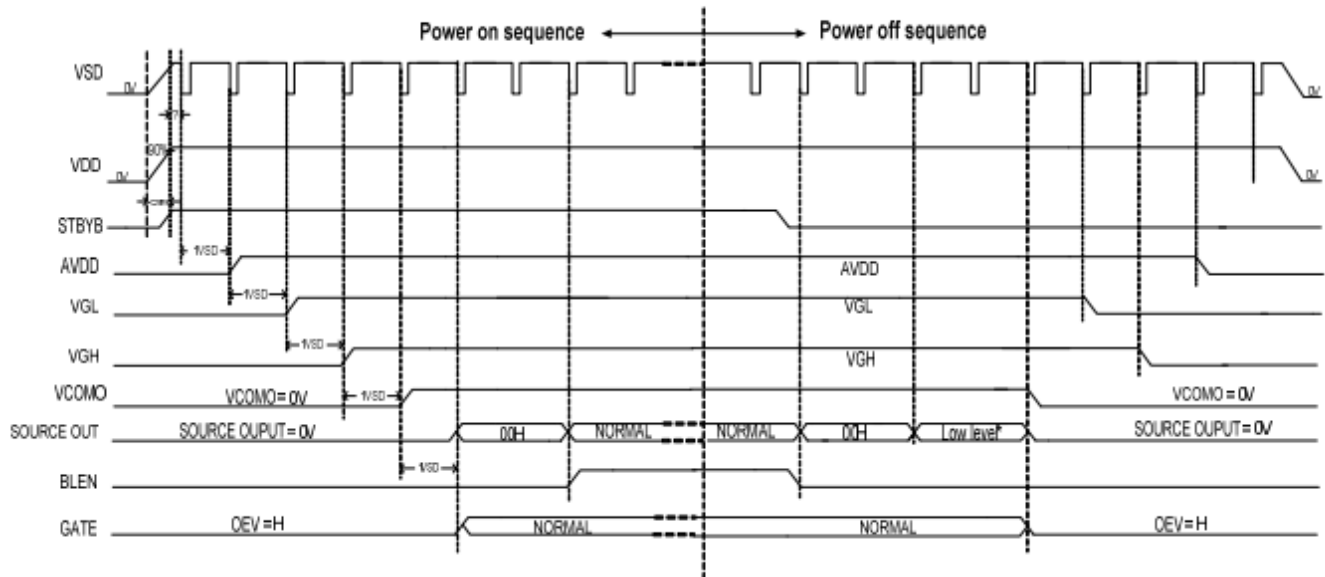 Power on sequence Power off sequence
VSD 0V 0V
90%
VDD 0V 0V
STBYB
1VSD
AVDD AVDD
1VSD
VGL VGL
1VSD
VGH VGH
VCOMO VCOMO = 0V 1VSD VCOMO = 0V
SOURCE OUT SOURCE OUPUT = 0V 00H NORMAL NORMAL 00H Low level* SOURCE OUPUT = 0V
1VSD
BLEN
GATE OEV = H NORMAL NORMAL OEV = H